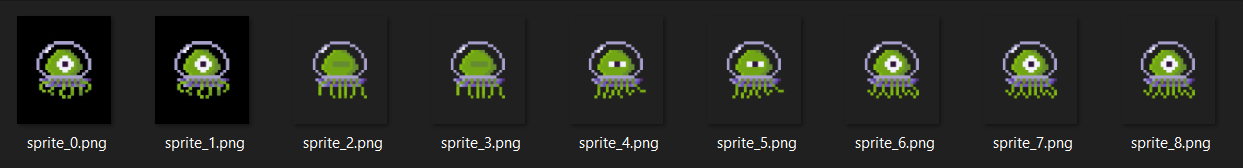 sprite_0.png
sprite_1.png
sprite_2.png
sprite_3.png
sprite_4.png
sprite_5.png
sprite_6.png
sprite_7.png
sprite_8.png